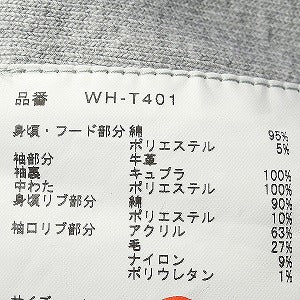 品番 WH-T401
身頃・フード部分 綿 95%
ポリエステル 5%
袖部分 牛革
袖裏 キュプラ 100%
中わた ポリエステル 100%
身頃リブ部分 綿 90%
ポリエステル 10%
袖口リブ部分 アクリル 63%
毛 27%
ナイロン 9%
ポリウレタン 1%